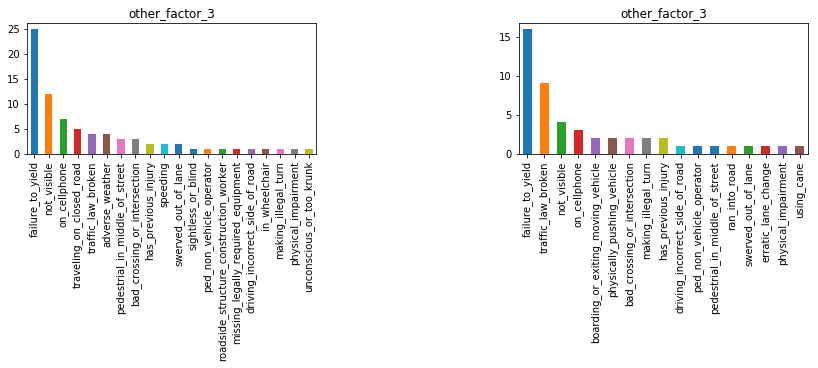 other_factor_3
25
20
15
10
5
0
failure_to_yield
not_visible
on_cellphone
traveling_on_closed_road
traffic_law_broken
adverse_weather
pedestrial_in_middle_of_street
bad_crossing_or_intersection
has_previous_injury
speeding
swerved_out_of_lane
sightless_or_blind
ped_non_vehicle_operator
roadside_structure_construction_worker
missing_legally_required_equipment
driving_incorrect_side_of_road
in_wheelchair
making_illegal_turn
physical_impairment
unconscious_or_too_krunk
other_factor_3
15
10
5
0
failure_to_yield
traffic_law_broken
not_visible
on_cellphone
boarding_or_exiting_moving_vehicle
physically_pushing_vehicle
bad_crossing_or_intersection
making_illegal_turn
has_previous_injury
driving_incorrect_side_of_road
ped_non_vehicle_operator
pedestrial_in_middle_of_street
ran_into_road
swerved_out_of_lane
erratic_lane_change
physical_impairment
using_cane